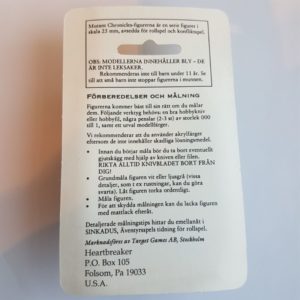 Mutant Chronicles-figurerna är en serie figurer i
skala 25 mm, avsedda för rollspel och konfliktspel.
OBS: MODELLERNA INNEHÅLLER BLY - DE
ÄR INTE LEKSAKER.
Rekommenderas inte till barn under 11 år. Se
till att små barn inte stoppar figurerna i munnen.
FÖRBEREDELSER OCH MÅLNING
Figurerna kommer bäst till sin rätt om du målar
dem. Följande verktyg behövs: en bra hobbykniv
eller hobbyfil, några penslar (2-3 st) av storlek 000
till 1, samt ett urval modellfärger.
Vi rekommenderar att du använder akrylfärger
eftersom de inte innehåller skadliga lösningsmedel.
• Innan du börjar måla bör du ta bort eventuellt
gjutskägg med hjälp av kniven eller filen.
RIKTA ALLTID KNIVBLADET BORT FRÅN
DIG!
• Grundmåla figuren vit eller ljusgrå (vissa
detaljer, som t ex rustningar, kan du göra
svarta). Låt figuren torka ordentligt.
• Måla figuren.
• För att skydda målningen kan du lacka figuren
med mattlack efteråt.
Detaljerade målningstips hittar du emellanåt i
SINKADUS, Äventyrsspels tidning för rollspel.
Marknadsförs av Target Games AB, Stockholm
Heartbreaker
P.O. Box 105
Folsom, Pa 19033
U.S.A.